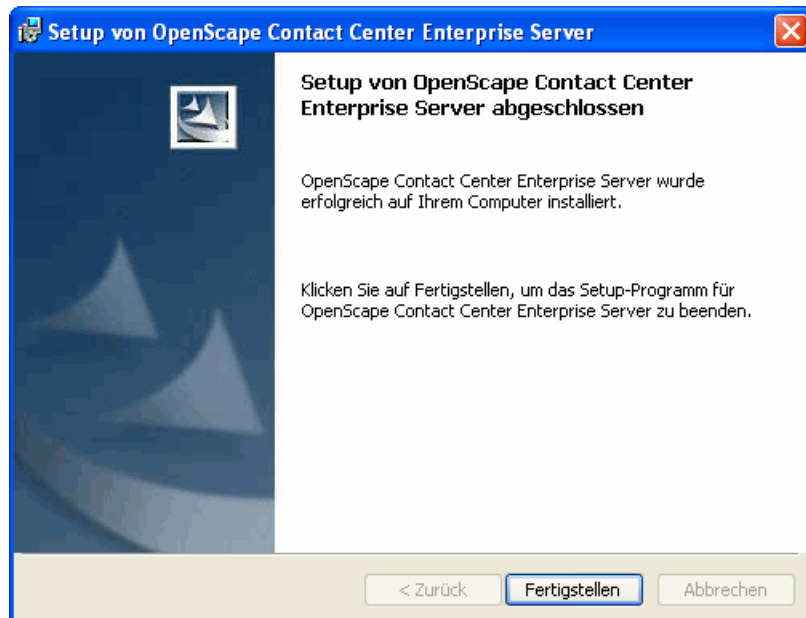 Setup von OpenScape Contact Center Enterprise Server
Setup von OpenScape Contact Center
Enterprise Server abgeschlossen
OpenScape Contact Center Enterprise Server wurde
erfolgreich auf Ihrem Computer installiert.
Klicken Sie auf Fertigstellen, um das Setup-Programm für
OpenScape Contact Center Enterprise Server zu beenden.
< Zurück Fertigstellen Abbrechen